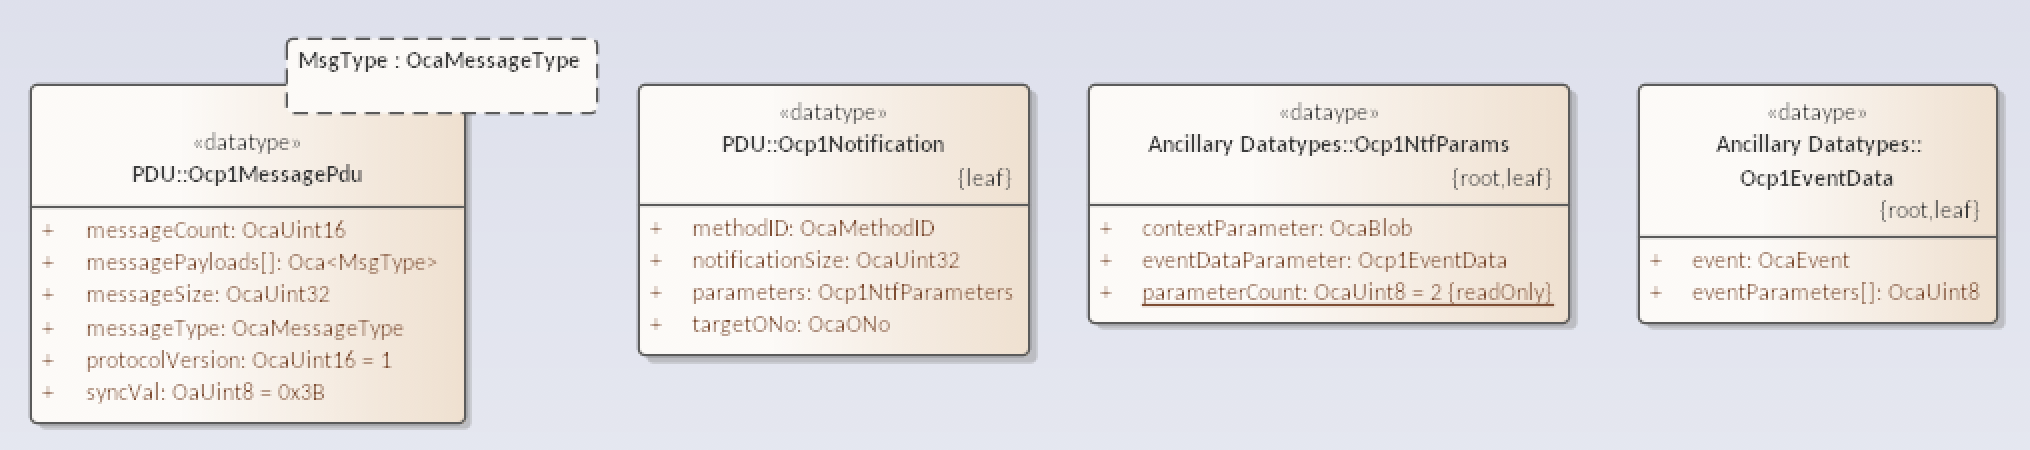 MsgType : OcaMessageType
«datatype»
PDU::Ocp1MessagePdu
+ messageCount: OcaUint16
+ messagePayloads[]: Oca<MsgType>
+ messageSize: OcaUint32
+ messageType: OcaMessageType
+ protocolVersion: OcaUint16 = 1
+ syncVal: OaUint8 = 0x3B
«datatype»
PDU::Ocp1Notification
{leaf}
+ methodID: OcaMethodID
+ notificationSize: OcaUint32
+ parameters: Ocp1NtfParameters
+ targetONo: OcaONo
«dataype»
Ancillary Datatypes::Ocp1NtfParams
{root,leaf}
+ contextParameter: OcaBlob
+ eventDataParameter: Ocp1EventData
+ parameterCount: OcaUint8 = 2 {readOnly}
«dataype»
Ancillary Datatypes::
Ocp1EventData
{root,leaf}
+ event: OcaEvent
+ eventParameters[]: OcaUint8